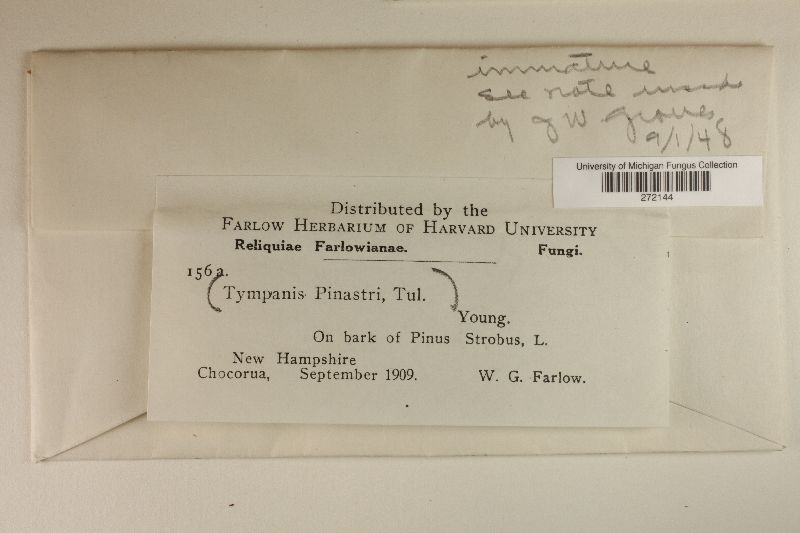 immature
see note inside
by J W Groves
9/1/48
University of Michigan Fungus Collection
272144
Distributed by the
FARLOW HERBARIUM OF HARVARD UNIVERSITY
Reliquiae Farlowianae. Fungi.
156a.
(Tympanis Pinastri, Tul.)
Young.
On bark of Pinus Strobus, L.
New Hampshire
Chocorua, September 1909. W. G. Farlow.